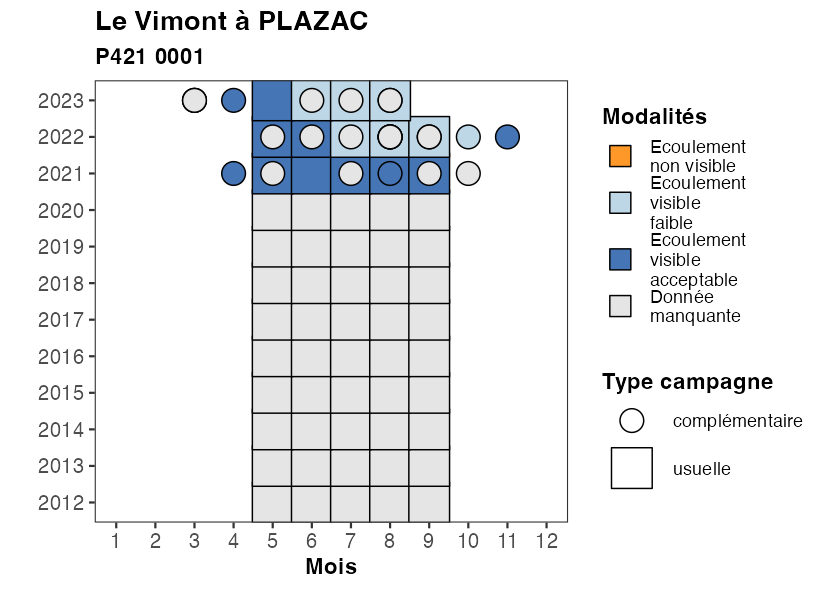 Le Vimont à PLAZAC
P421 0001
2023
2022
2021
2020
2019
2018
2017
2016
2015
2014
2013
2012
1 2 3 4 5 6 7 8 9 10 11 12
Mois
Modalités
Ecoulement
non visible
Ecoulement
visible
faible
Ecoulement
visible
acceptable
Donnée
manquante
Type campagne
complémentaire
usuelle